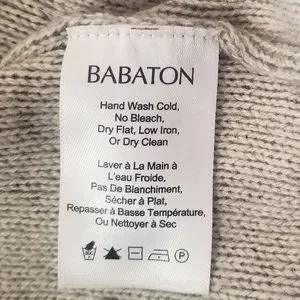 BABATON
Hand Wash Cold,
No Bleach,
Dry Flat, Low Iron,
Or Dry Clean
Laver à La Main à
L'eau Froide,
Pas De Blanchiment,
Sécher à Plat,
Repasser à Basse Température,
Ou Nettoyer à Sec
P